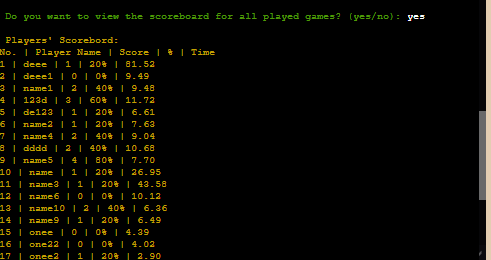 Do you want to view the scoreboard for all played games? (yes/no): yes
Players' Scorebord:
No. | Player Name | Score | % | Time
1 | deee | 1 | 20% | 81.52
2 | deee1 | 0 | 0% | 9.49
3 | name1 | 2 | 40% | 9.48
4 | 123d | 3 | 60% | 11.72
5 | de123 | 1 | 20% | 6.61
6 | name2 | 1 | 20% | 7.63
7 | name4 | 2 | 40% | 9.04
8 | dddd | 2 | 40% | 10.68
9 | name5 | 4 | 80% | 7.70
10 | name | 1 | 20% | 26.95
11 | name3 | 1 | 20% | 43.58
12 | name6 | 0 | 0% | 10.12
13 | name10 | 2 | 40% | 6.36
14 | name9 | 1 | 20% | 6.49
15 | onee | 0 | 0% | 4.39
16 | one22 | 0 | 0% | 4.02
17 | onee2 | 1 | 20% | 2.90